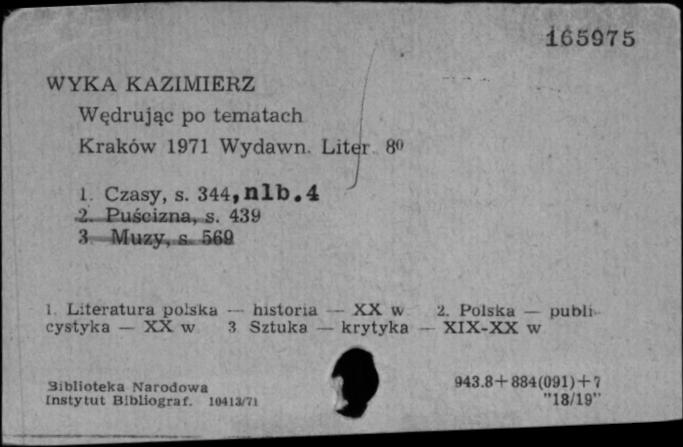 165975
WYKA KAZIMIERZ
Wędrując po tematach
Kraków 1971 Wydawn. Liter. 8⁰
1. Czasy, s. 344, nlb. 4
2. Puścizna, s. 439
3. Muzy, s. 569
1. Literatura polska — historia — XX w 2. Polska — publi-
cystyka — XX w 3 Sztuka — krytyka — XIX-XX w
Biblioteka Narodowa
Instytut Bibliograf. 10413/71
943.8+884(091)+7
"18/19"